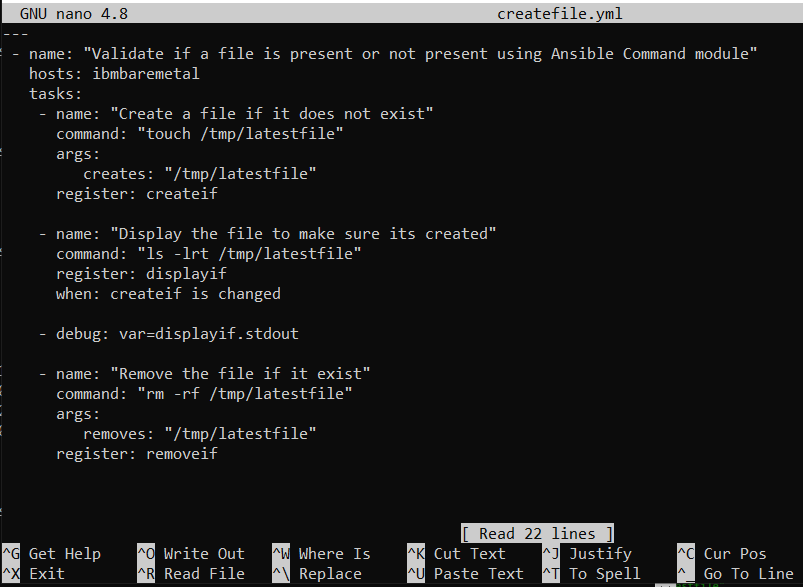 GNU nano 4.8 createfile.yml
---
- name: "Validate if a file is present or not present using Ansible Command module"
  hosts: ibmbaremetal
  tasks:
   - name: "Create a file if it does not exist"
     command: "touch /tmp/latestfile"
     args:
        creates: "/tmp/latestfile"
     register: createif

   - name: "Display the file to make sure its created"
     command: "ls -lrt /tmp/latestfile"
     register: displayif
     when: createif is changed

   - debug: var=displayif.stdout

   - name: "Remove the file if it exist"
     command: "rm -rf /tmp/latestfile"
     args:
        removes: "/tmp/latestfile"
     register: removeif

[ Read 22 lines ]
^G Get Help ^O Write Out ^W Where Is ^K Cut Text ^J Justify ^C Cur Pos
^X Exit ^R Read File ^\ Replace ^U Paste Text ^T To Spell ^_ Go To Line